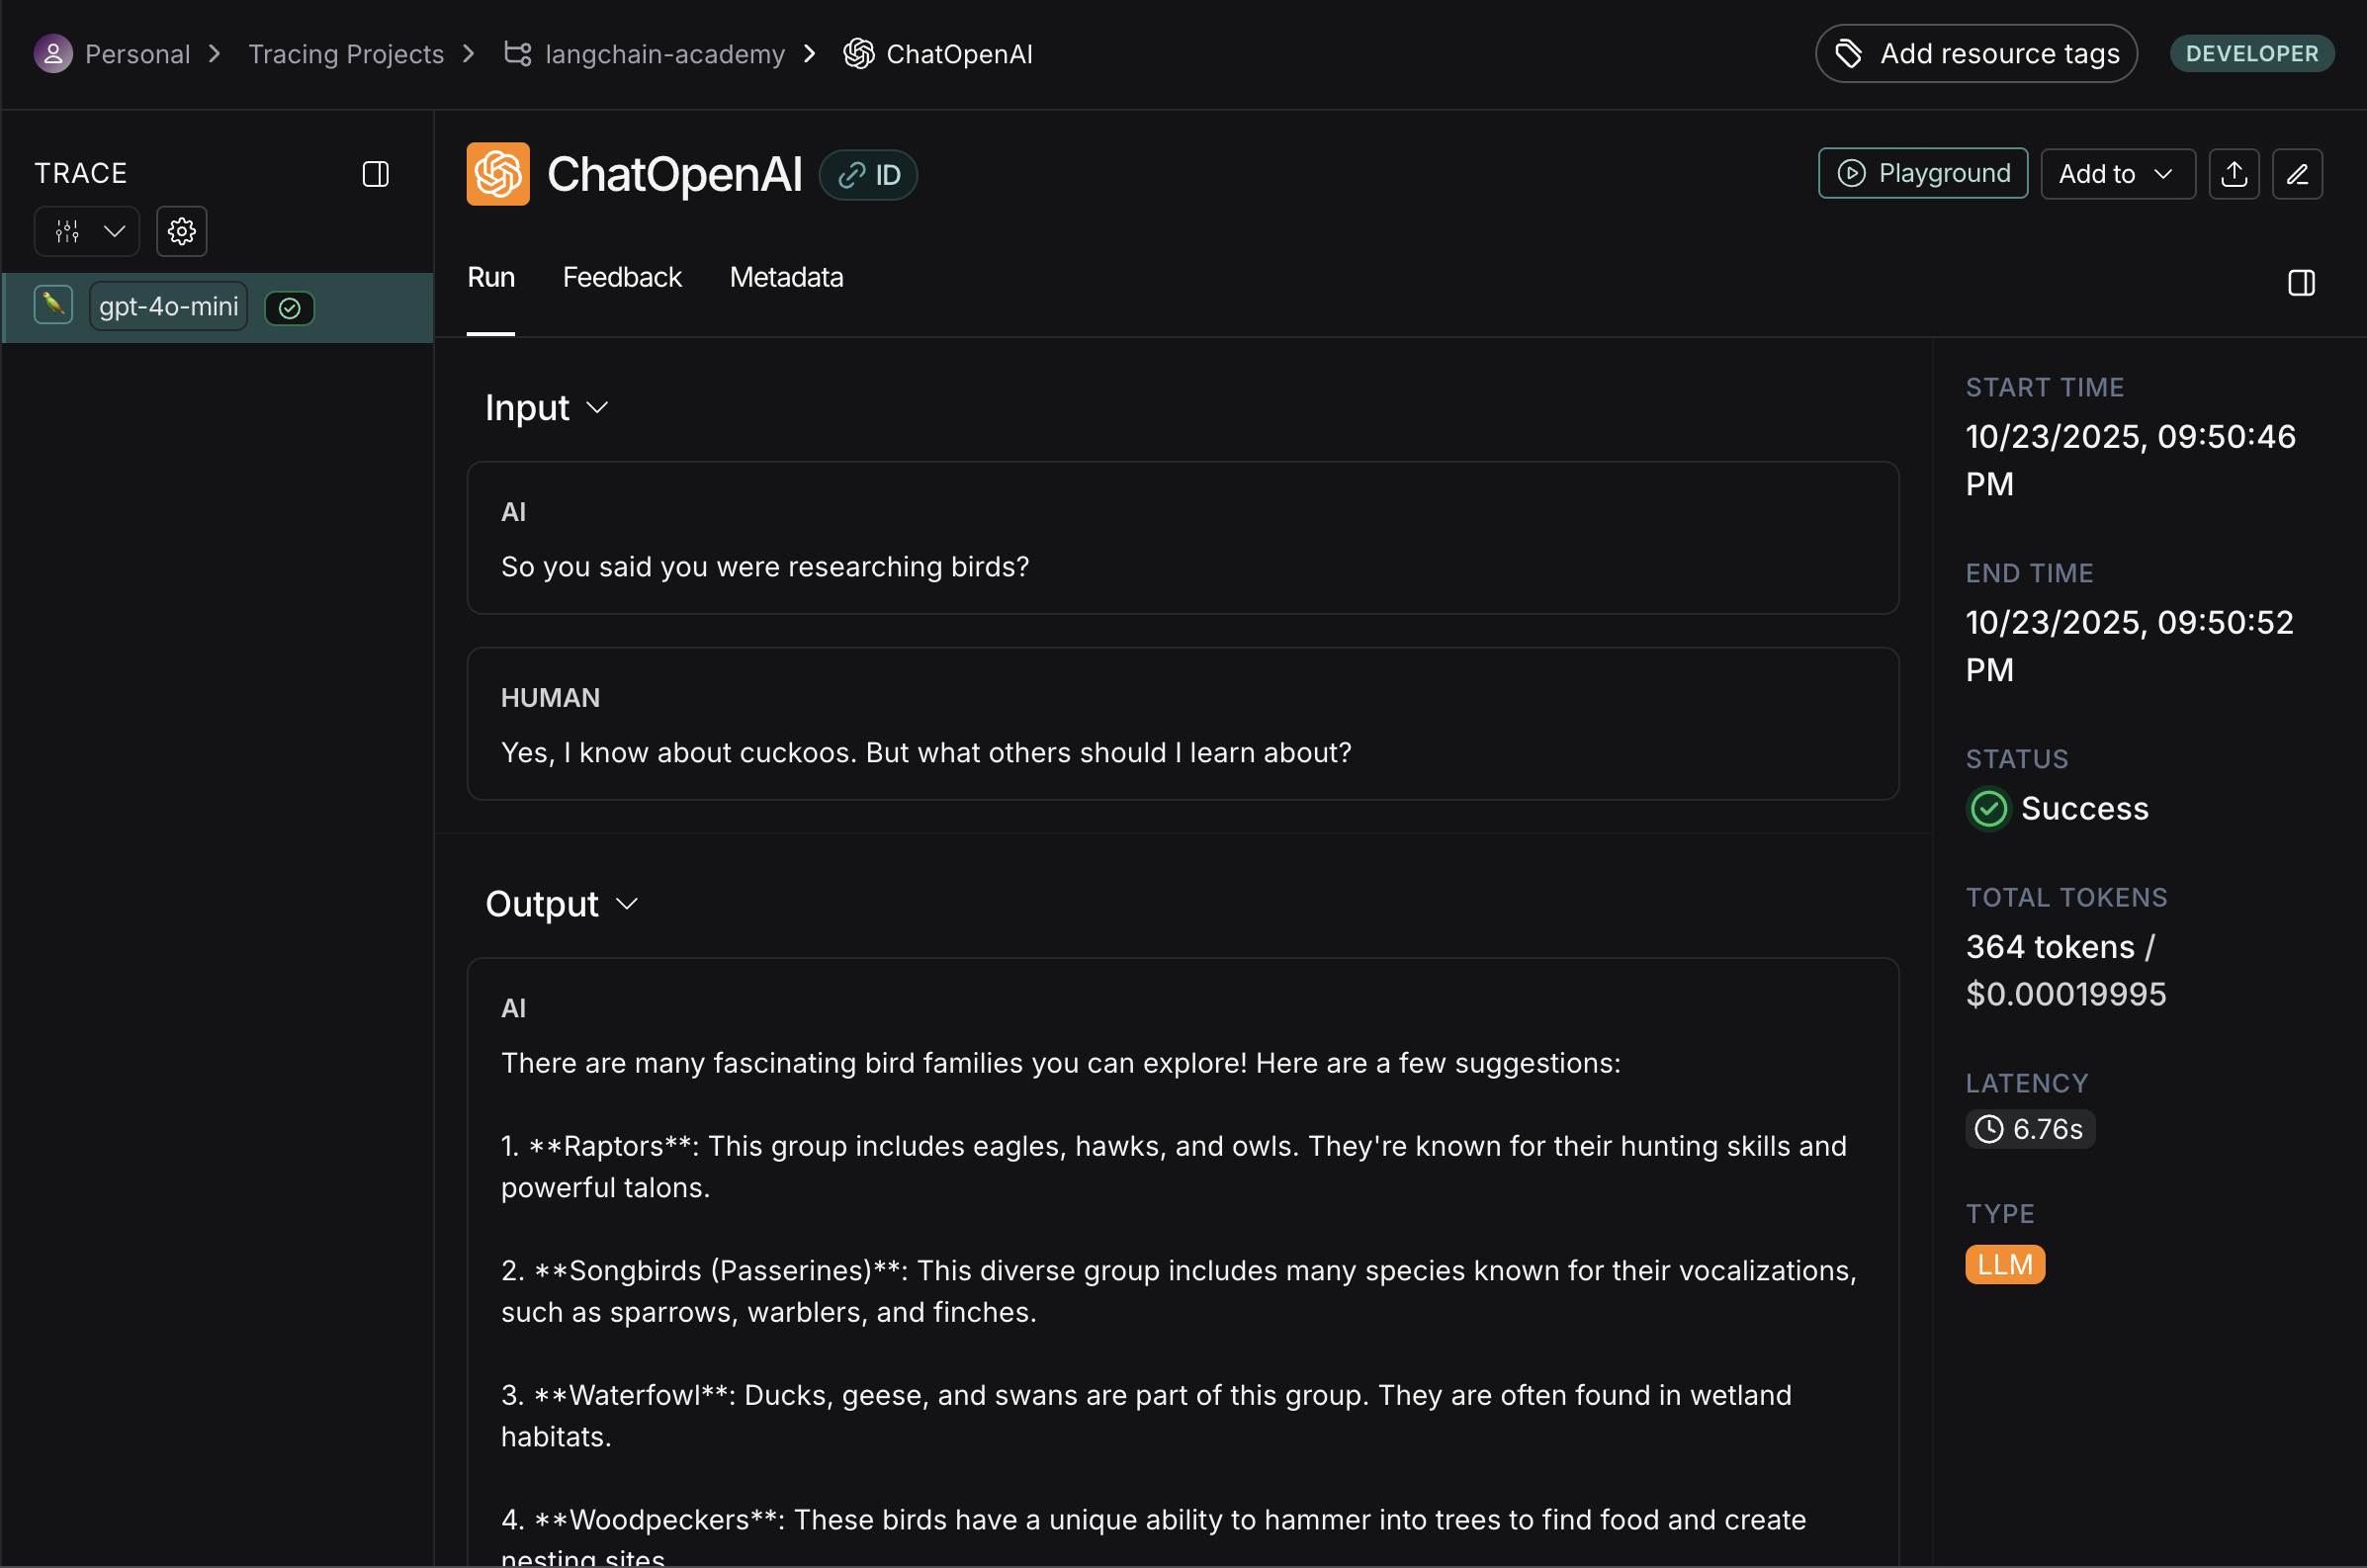 Personal > Tracing Projects > langchain-academy > ChatOpenAI
Add resource tags
DEVELOPER
TRACE
gpt-4o-mini
ChatOpenAI
ID
Playground
Add to
Run
Feedback
Metadata
Input
AI
So you said you were researching birds?
HUMAN
Yes, I know about cuckoos. But what others should I learn about?
Output
AI
There are many fascinating bird families you can explore! Here are a few suggestions:
1. **Raptors**: This group includes eagles, hawks, and owls. They're known for their hunting skills and
powerful talons.
2. **Songbirds (Passerines)**: This diverse group includes many species known for their vocalizations,
such as sparrows, warblers, and finches.
3. **Waterfowl**: Ducks, geese, and swans are part of this group. They are often found in wetland
habitats.
4. **Woodpeckers**: These birds have a unique ability to hammer into trees to find food and create
nesting sites.
START TIME
10/23/2025, 09:50:46
PM
END TIME
10/23/2025, 09:50:52
PM
STATUS
Success
TOTAL TOKENS
364 tokens /
$0.00019995
LATENCY
6.76s
TYPE
LLM